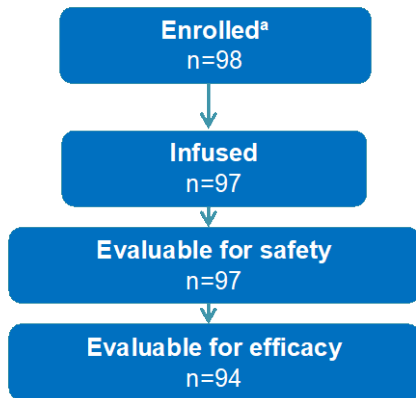 Enrolledᵃ
n=98
Infused
n=97
Evaluable for safety
n=97
Evaluable for efficacy
n=94